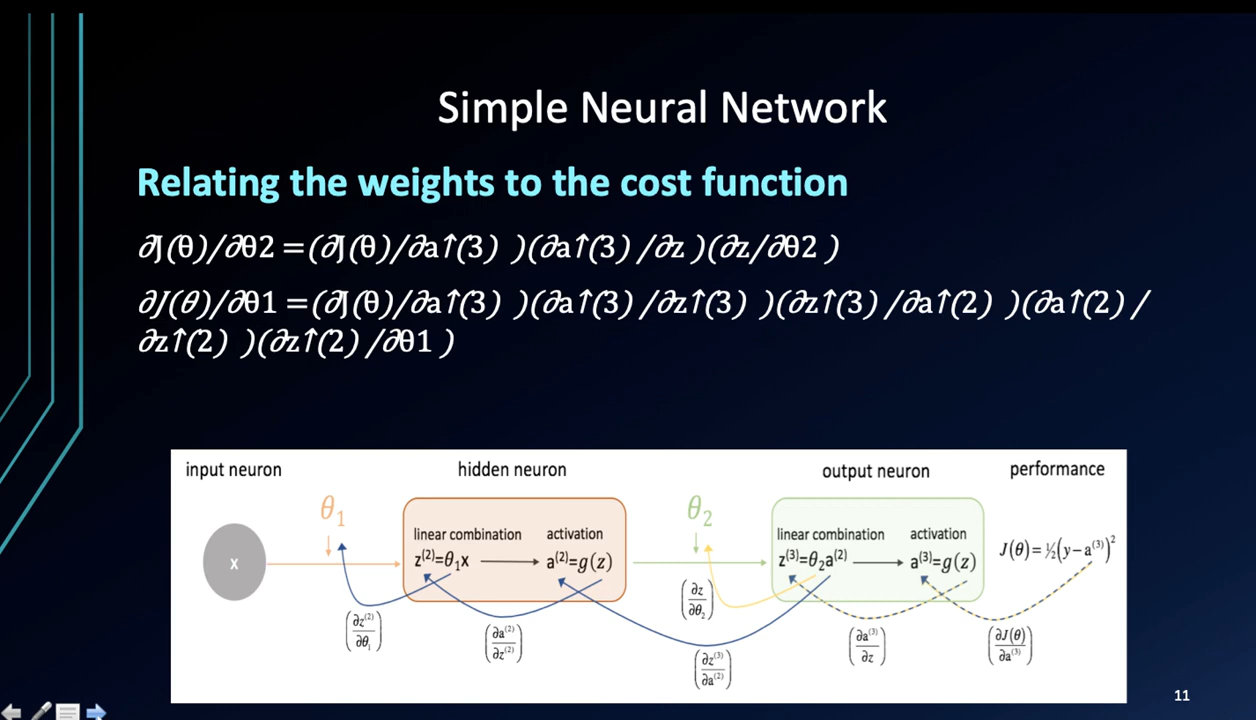 Simple Neural Network
Relating the weights to the cost function
∂J(θ)/∂θ2 =(∂J(θ)/∂a↑(3) )(∂a↑(3) /∂z )(∂z/∂θ2 )
∂J(θ)/∂θ1 =(∂J(θ)/∂a↑(3) )(∂a↑(3) /∂z↑(3) )(∂z↑(3) /∂a↑(2) )(∂a↑(2) /
∂z↑(2) )(∂z↑(2) /∂θ1 )
input neuron hidden neuron output neuron performance
θ₁ θ₂
linear combination activation linear combination activation
x z⁽²⁾=θ₁x a⁽²⁾=g(z) z⁽³⁾=θ₂a⁽²⁾ a⁽³⁾=g(z) J(θ)=½(y−a⁽³⁾)²
(∂z⁽²⁾/∂θ₁) (∂a⁽²⁾/∂z⁽²⁾) (∂z/∂θ₂) (∂z⁽³⁾/∂a⁽²⁾) (∂a⁽³⁾/∂z) (∂J(θ)/∂a⁽³⁾)
11